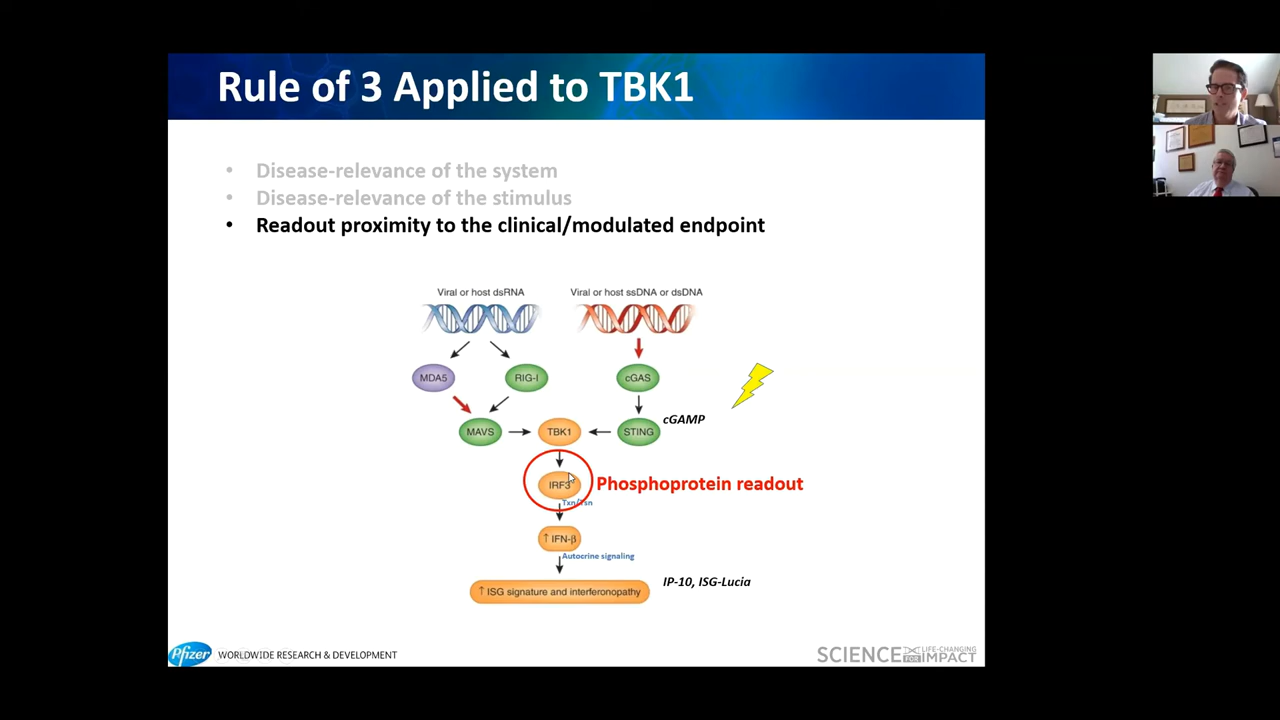 Rule of 3 Applied to TBK1
• Disease-relevance of the system
• Disease-relevance of the stimulus
• Readout proximity to the clinical/modulated endpoint
Viral or host dsRNA
Viral or host ssDNA or dsDNA
MDA5
RIG-I
cGAS
cGAMP
MAVS
TBK1
STING
IRF3
Phosphoprotein readout
Txn/Tsn
↑ IFN-β
Autocrine signaling
↑ ISG signature and interferonopathy
IP-10, ISG-Lucia
Pfizer
WORLDWIDE RESEARCH & DEVELOPMENT
SCIENCE FOR LIFE-CHANGING IMPACT